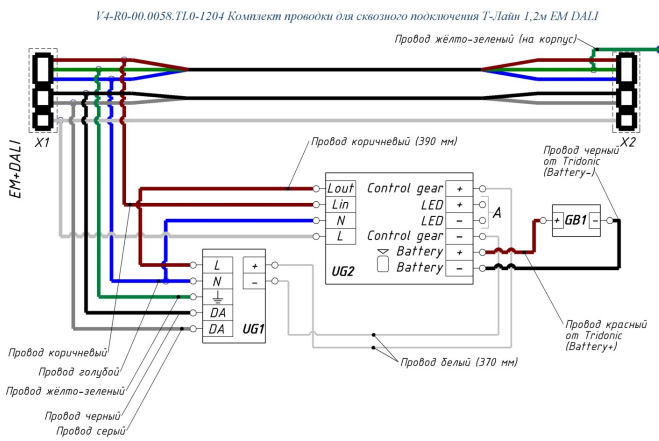 V4-R0-00.0058.TL0-1204 Комплект проводки для сквозного подключения Т-Лайн 1,2м EM DALI
Провод жёлто-зеленый (на корпус)
X1
X2
EM+DALI
Провод коричневый (390 мм)
Провод черный
от Tridonic
(Battery-)
Lout Control gear +
Lin LED +
N LED -
L Control gear -
Battery +
Battery -
UG2
A
+ GB1 -
L +
N -
DA
DA
UG1
Провод красный
от Tridonic
(Battery+)
Провод белый (370 мм)
Провод коричневый
Провод голубой
Провод жёлто-зеленый
Провод черный
Провод серый